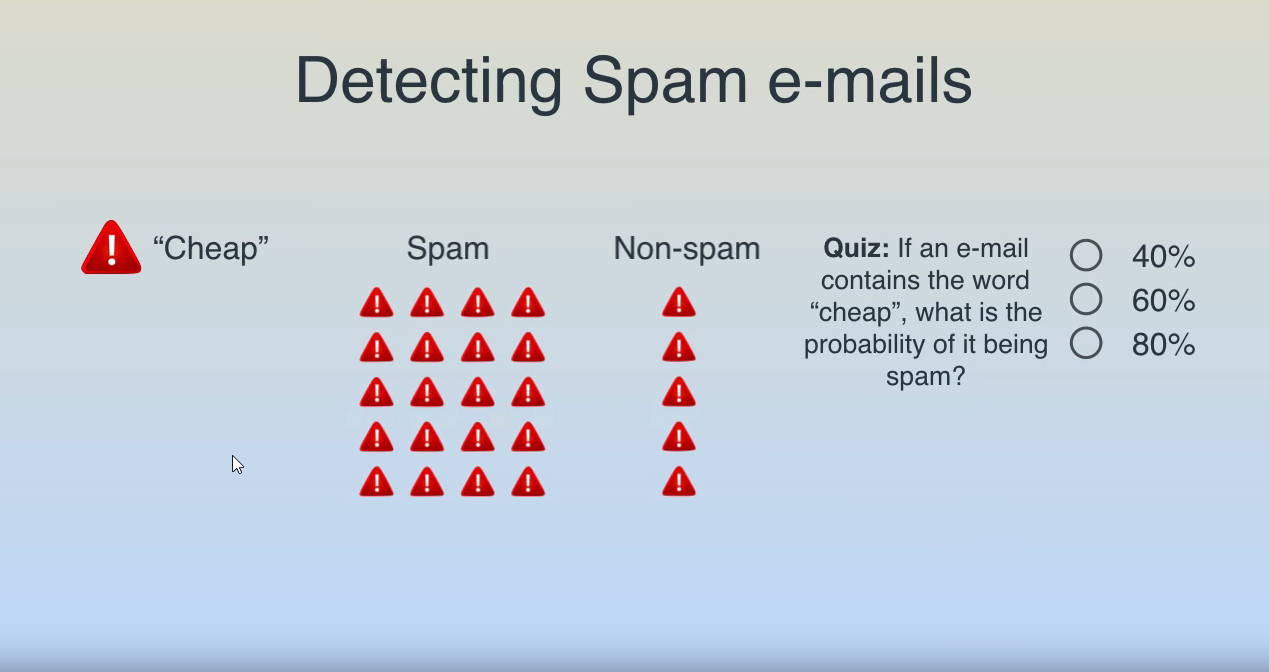 Detecting Spam e-mails
“Cheap”
Spam
Non-spam
Quiz: If an e-mail
contains the word
“cheap”, what is the
probability of it being
spam?
40%
60%
80%